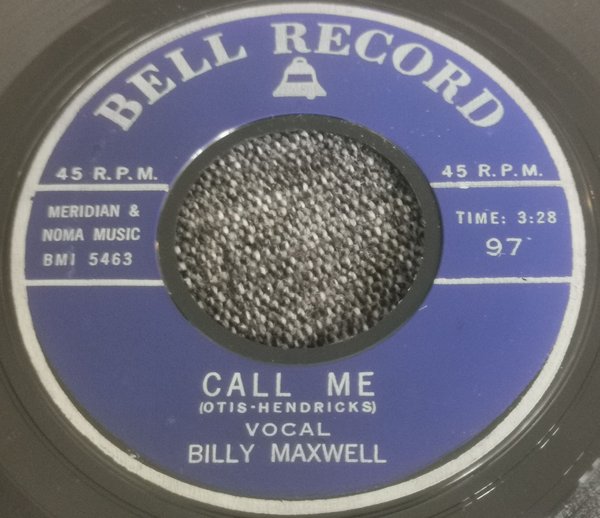 BELL RECORD
45 R.P.M.
45 R.P.M.
MERIDIAN &
NOMA MUSIC
BMI 5463
TIME: 3:28
97
CALL ME
(OTIS-HENDRICKS)
VOCAL
BILLY MAXWELL